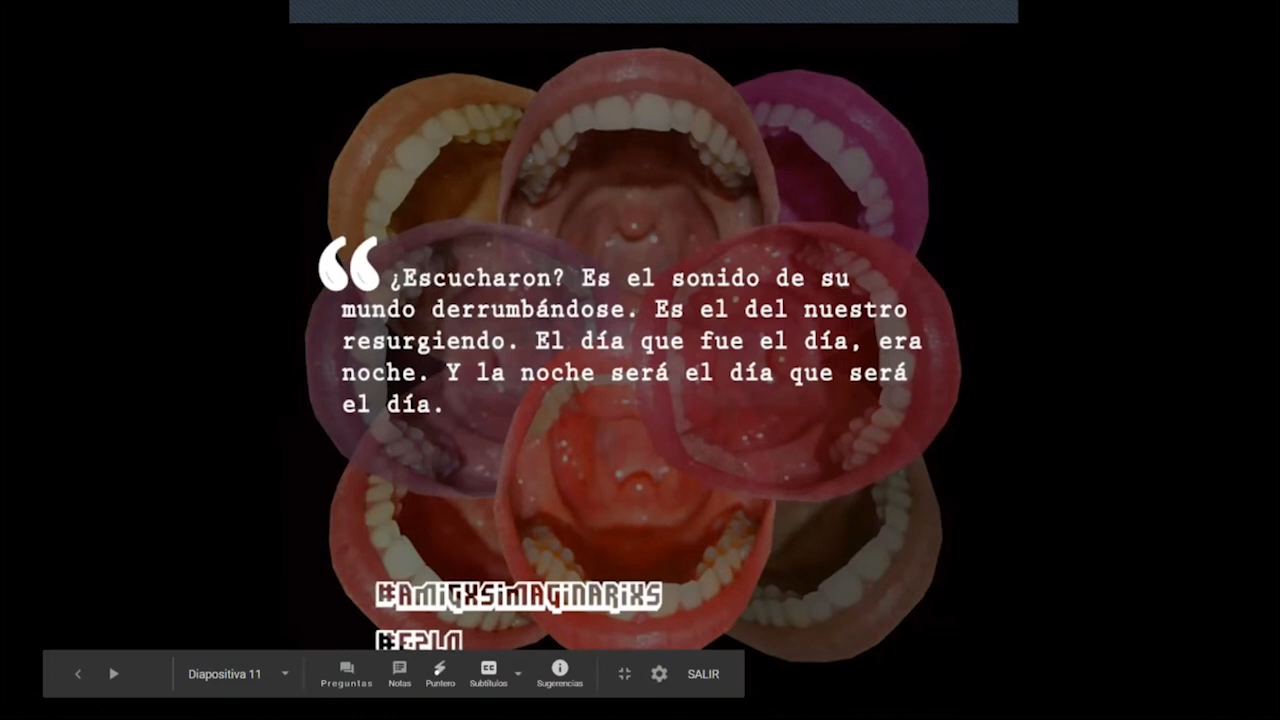 “ ¿Escucharon? Es el sonido de su
mundo derrumbándose. Es el del nuestro
resurgiendo. El día que fue el día, era
noche. Y la noche será el día que será
el día.
#AMiGXSiMAGiNARiXS
Diapositiva 11
Preguntas
Notas
Puntero
Subtítulos
Sugerencias
SALIR